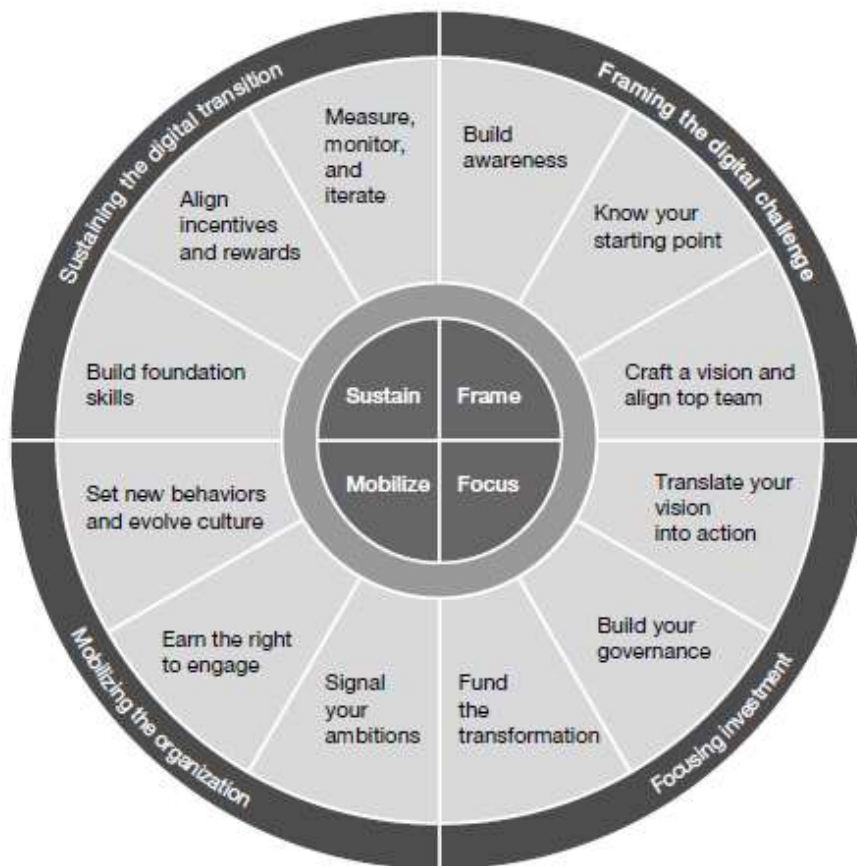 Sustaining the digital transition
Framing the digital challenge
Measure,
monitor,
and
iterate
Build
awareness
Align
incentives
and rewards
Know your
starting point
Build foundation
skills
Craft a vision and
align top team
Sustain
Frame
Mobilize
Focus
Set new behaviors
and evolve culture
Translate your
vision
into action
Earn the right
to engage
Build your
governance
Signal
your
ambitions
Fund
the
transformation
Mobilizing the organization
Focusing investment